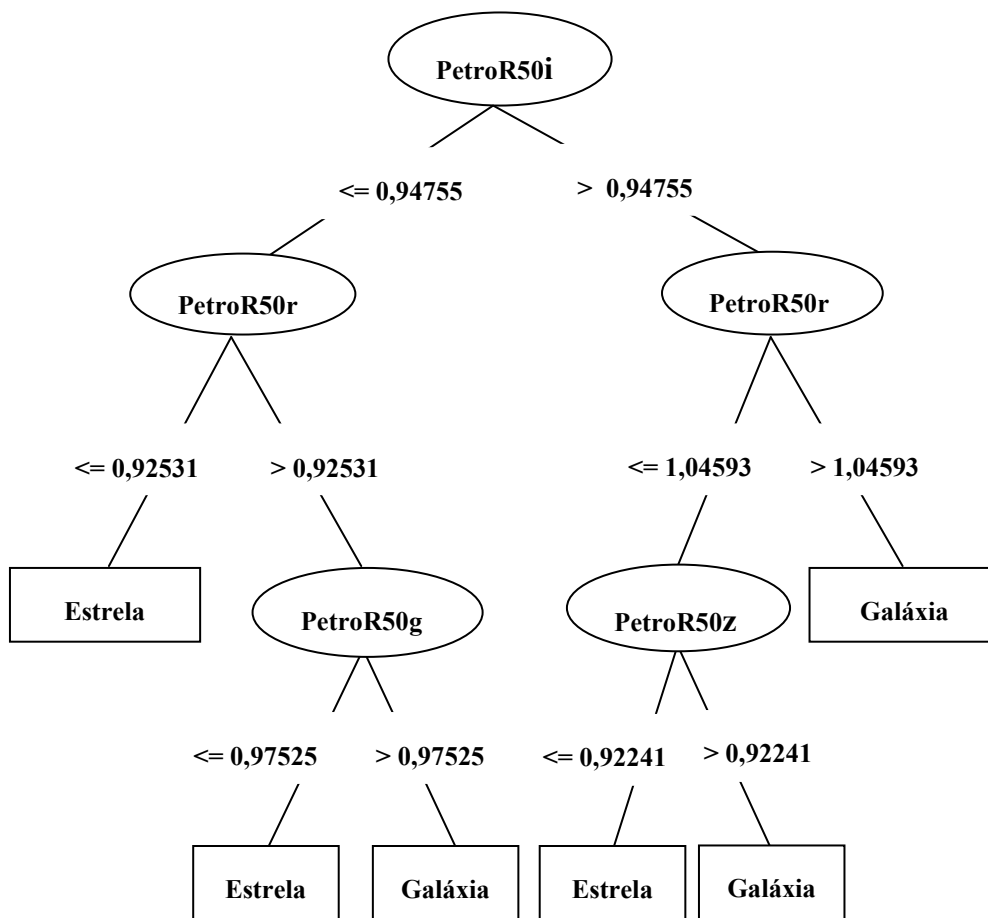 PetroR50i
<= 0,94755
> 0,94755
PetroR50r
PetroR50r
<= 0,92531
> 0,92531
<= 1,04593
> 1,04593
Estrela
PetroR50g
PetroR50z
Galáxia
<= 0,97525
> 0,97525
<= 0,92241
> 0,92241
Estrela
Galáxia
Estrela
Galáxia